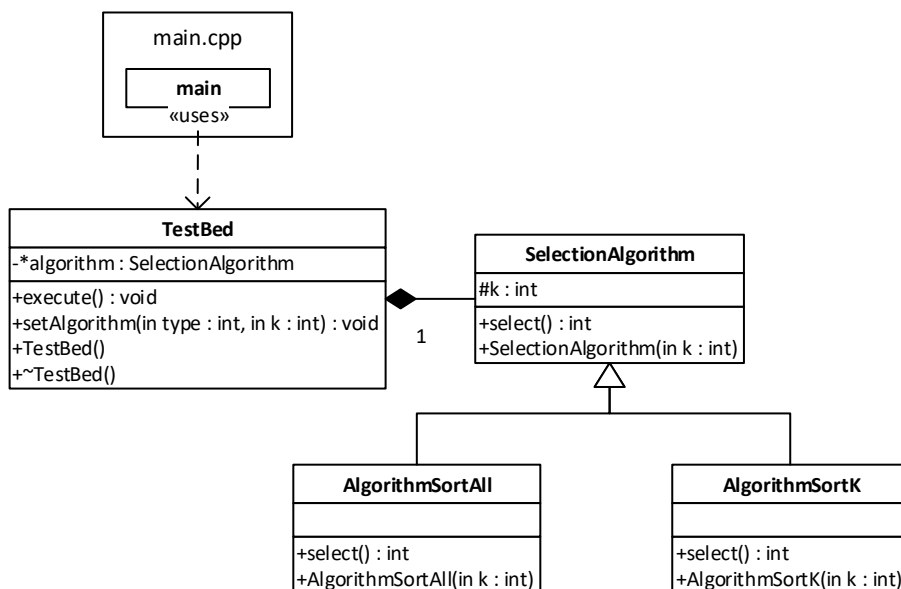 main.cpp
main
«uses»
TestBed
-*algorithm : SelectionAlgorithm
+execute() : void
+setAlgorithm(in type : int, in k : int) : void
+TestBed()
+~TestBed()
1
SelectionAlgorithm
#k : int
+select() : int
+SelectionAlgorithm(in k : int)
AlgorithmSortAll
+select() : int
+AlgorithmSortAll(in k : int)
AlgorithmSortK
+select() : int
+AlgorithmSortK(in k : int)